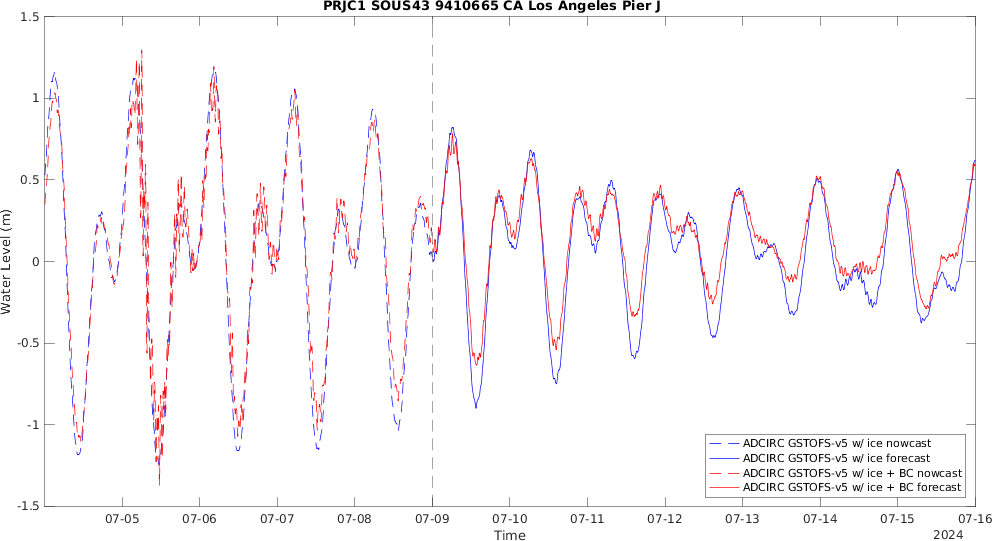 PRJC1 SOUS43 9410665 CA Los Angeles Pier J
1.5
1
0.5
0
-0.5
-1
-1.5
Water Level (m)
07-05 07-06 07-07 07-08 07-09 07-10 07-11 07-12 07-13 07-14 07-15 07-16
Time
2024
ADCIRC GSTOFS-v5 w/ ice nowcast
ADCIRC GSTOFS-v5 w/ ice forecast
ADCIRC GSTOFS-v5 w/ ice + BC nowcast
ADCIRC GSTOFS-v5 w/ ice + BC forecast